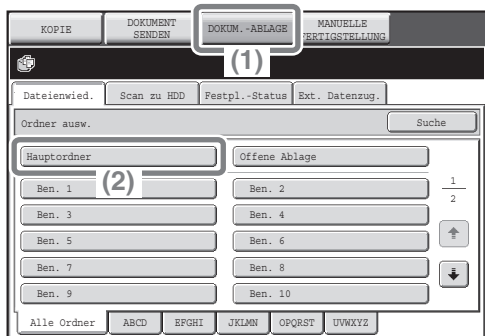 KOPIE
DOKUMENT
SENDEN
DOKUM.-ABLAGE
MANUELLE
FERTIGSTELLUNG
(1)
Dateienwied. Scan zu HDD Festpl.-Status Ext. Datenzug.
Ordner ausw. Suche
Hauptordner Offene Ablage
(2)
Ben. 1 Ben. 2
1
2
Ben. 3 Ben. 4
Ben. 5 Ben. 6
Ben. 7 Ben. 8
Ben. 9 Ben. 10
Alle Ordner ABCD EFGHI JKLMN OPQRST UVWXYZ